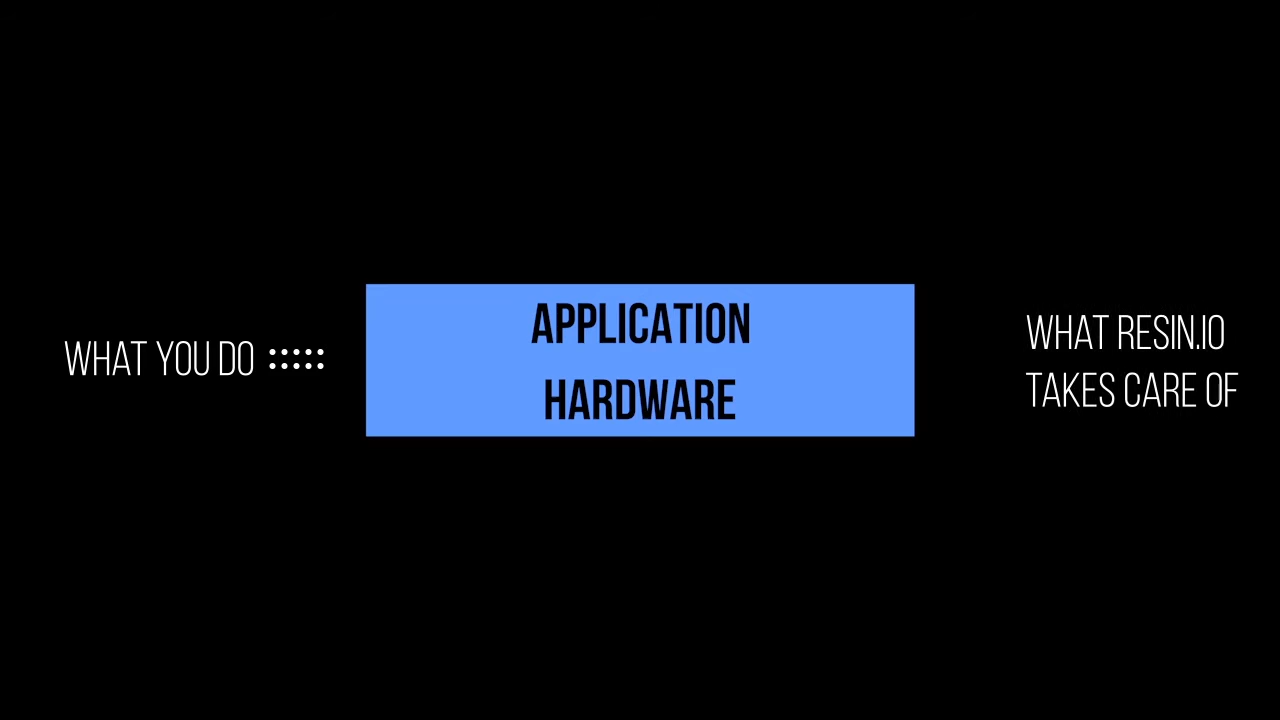 WHAT YOU DO
APPLICATION
HARDWARE
WHAT RESIN.IO
TAKES CARE OF